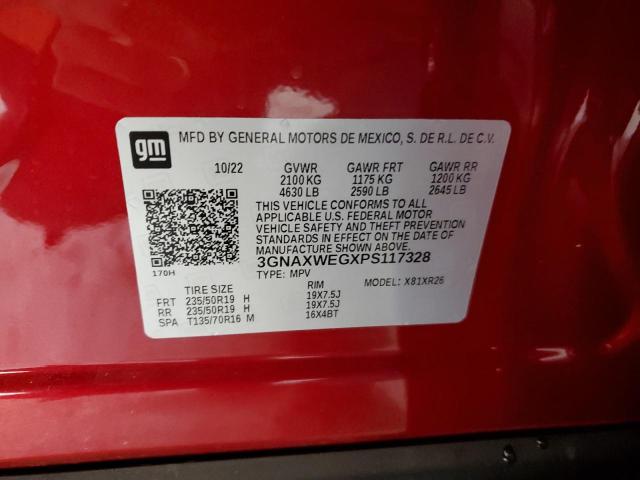 gm
MFD BY GENERAL MOTORS DE MEXICO, S. DE R.L. DE C.V.
10/22 GVWR GAWR FRT GAWR RR
2100 KG 1175 KG 1200 KG
4630 LB 2590 LB 2645 LB
THIS VEHICLE CONFORMS TO ALL
APPLICABLE U.S. FEDERAL MOTOR
VEHICLE SAFETY AND THEFT PREVENTION
STANDARDS IN EFFECT ON THE DATE OF
MANUFACTURE SHOWN ABOVE.
3GNAXWEGXPS117328
170H
TYPE: MPV MODEL: X81XR26
TIRE SIZE RIM
FRT 235/50R19 H 19X7.5J
RR 235/50R19 H 19X7.5J
SPA T135/70R16 M 16X4BT